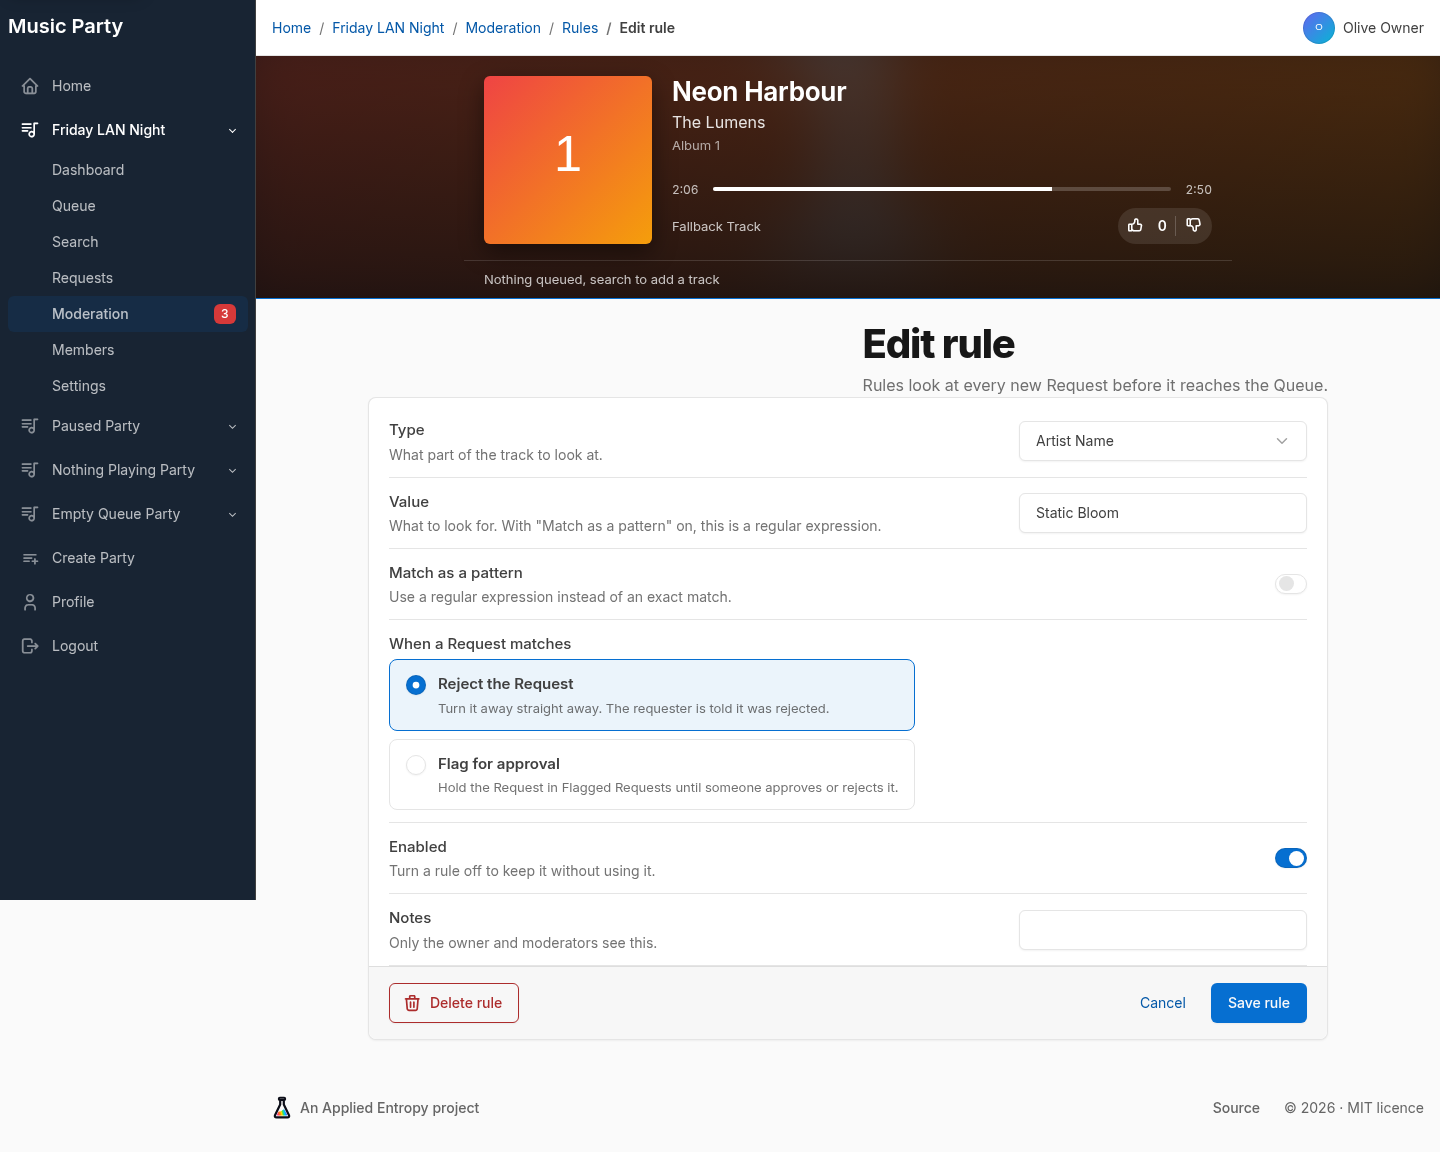 Music Party
Home / Friday LAN Night / Moderation / Rules / Edit rule
O
Olive Owner
Home
Friday LAN Night
Dashboard
Queue
Search
Requests
Moderation
3
Members
Settings
Paused Party
Nothing Playing Party
Empty Queue Party
Create Party
Profile
Logout
1
Neon Harbour
The Lumens
Album 1
2:06
2:50
Fallback Track
0
Nothing queued, search to add a track
Edit rule
Rules look at every new Request before it reaches the Queue.
Type
What part of the track to look at.
Artist Name
Value
What to look for. With "Match as a pattern" on, this is a regular expression.
Static Bloom
Match as a pattern
Use a regular expression instead of an exact match.
When a Request matches
Reject the Request
Turn it away straight away. The requester is told it was rejected.
Flag for approval
Hold the Request in Flagged Requests until someone approves or rejects it.
Enabled
Turn a rule off to keep it without using it.
Notes
Only the owner and moderators see this.
Delete rule
Cancel
Save rule
An Applied Entropy project
Source
© 2026 · MIT licence